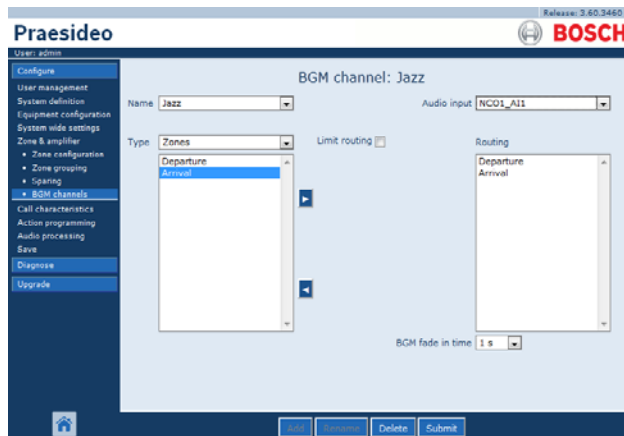 Release: 3.60.3460
Praesideo
BOSCH
User: admin
Configure
User management
System definition
Equipment configuration
System wide settings
Zone & amplifier
• Zone configuration
• Zone grouping
• Sparing
• BGM channels
Call characteristics
Action programming
Audio processing
Save
Diagnose
Upgrade
BGM channel: Jazz
Name Jazz
Audio input NCO1_AI1
Type Zones
Limit routing
Routing
Departure
Arrival
Departure
Arrival
BGM fade in time 1 s
Add Rename Delete Submit